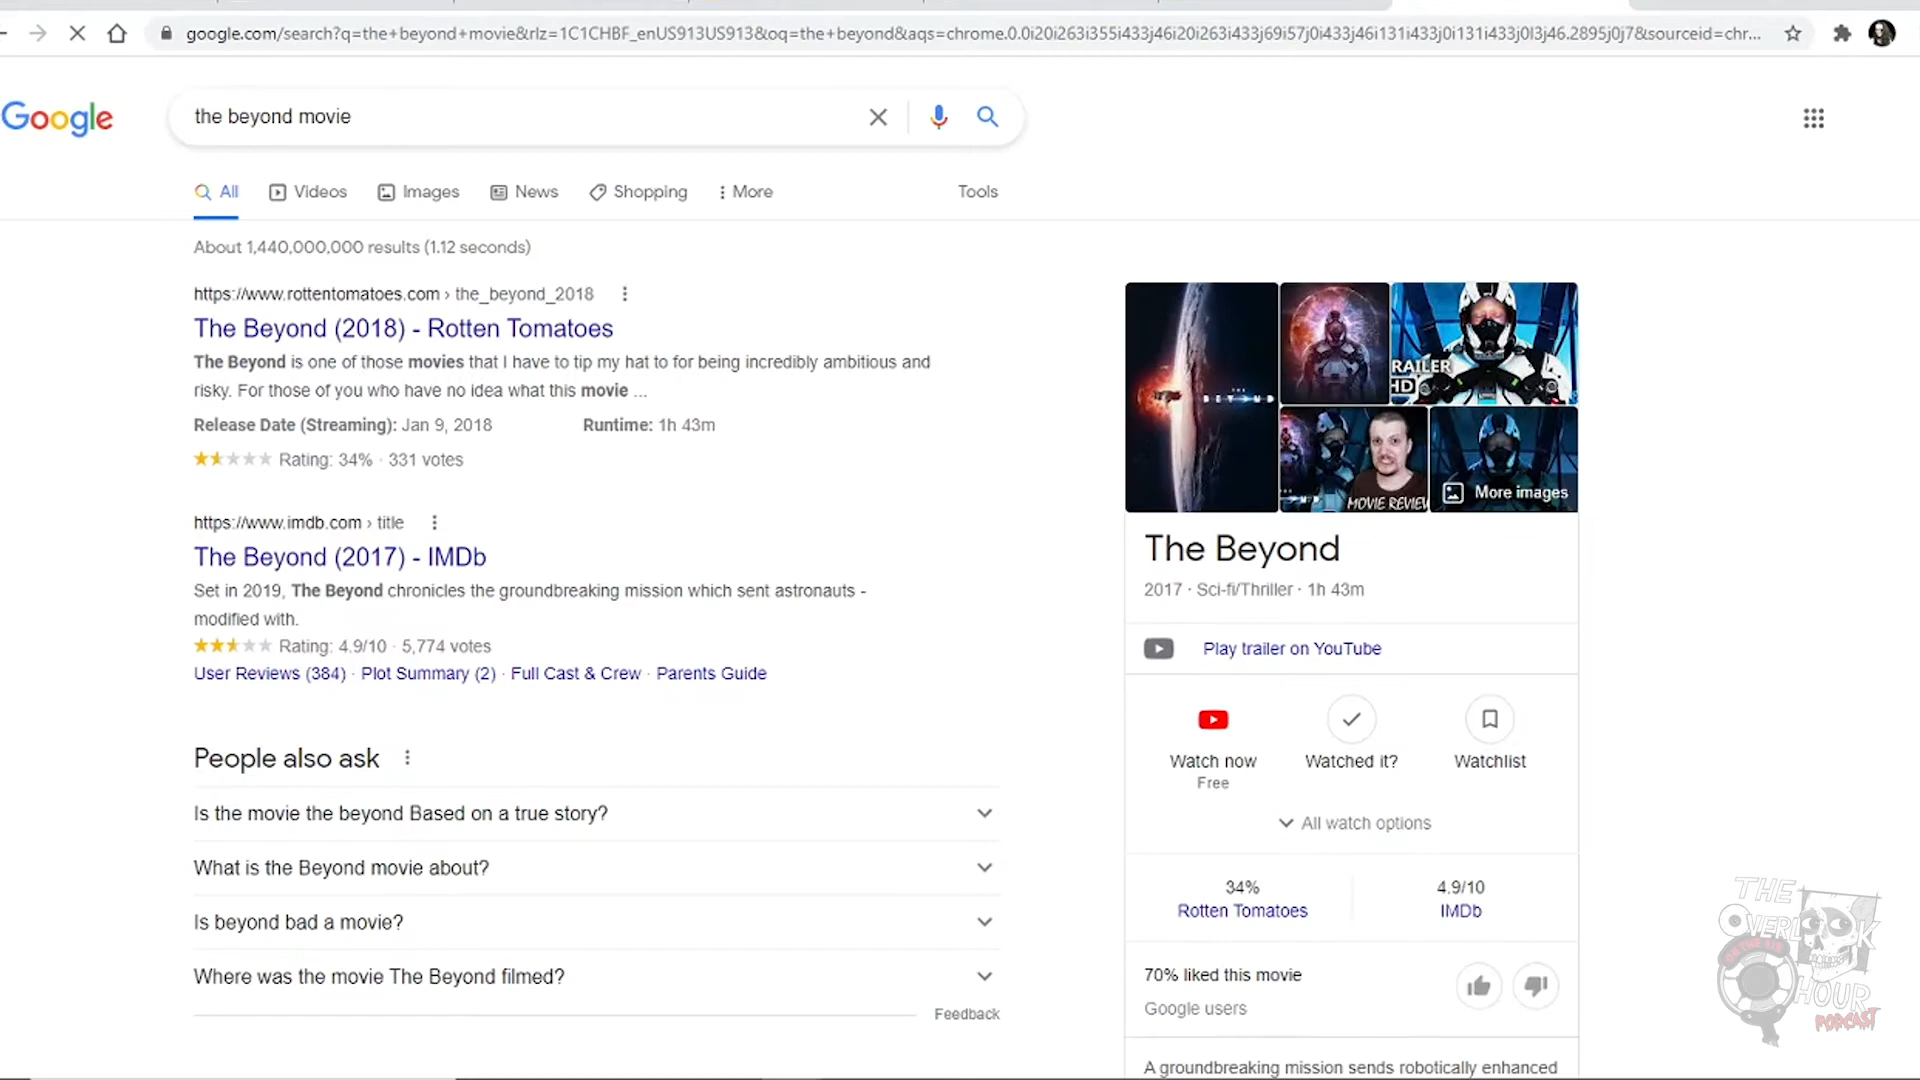 google.com/search?q=the+beyond+movie&rlz=1C1CHBF_enUS913US913&oq=the+beyond&aqs=chrome.0.0i20i263i355i433j46i20i263i433j69i57j0i433j46i131i433j0i131i433j0l3j46.2895j0j7&sourceid=chr...
Google
the beyond movie
All
Videos
Images
News
Shopping
More
Tools
About 1,440,000,000 results (1.12 seconds)
https://www.rottentomatoes.com › the_beyond_2018
The Beyond (2018) - Rotten Tomatoes
The Beyond is one of those movies that I have to tip my hat to for being incredibly ambitious and
risky. For those of you who have no idea what this movie ...
Release Date (Streaming): Jan 9, 2018
Runtime: 1h 43m
Rating: 34% · 331 votes
https://www.imdb.com › title
The Beyond (2017) - IMDb
Set in 2019, The Beyond chronicles the groundbreaking mission which sent astronauts -
modified with.
Rating: 4.9/10 · 5,774 votes
User Reviews (384) · Plot Summary (2) · Full Cast & Crew · Parents Guide
People also ask
Is the movie the beyond Based on a true story?
What is the Beyond movie about?
Is beyond bad a movie?
Where was the movie The Beyond filmed?
Feedback
THE
BEYOND
RAILER
HD
MOVIE REVIEW
More images
The Beyond
2017 · Sci-fi/Thriller · 1h 43m
Play trailer on YouTube
Watch now
Free
Watched it?
Watchlist
All watch options
34%
Rotten Tomatoes
4.9/10
IMDb
70% liked this movie
Google users
A groundbreaking mission sends robotically enhanced
THE
OVERLOOK
ON THE AIR
HOUR
PODCAST